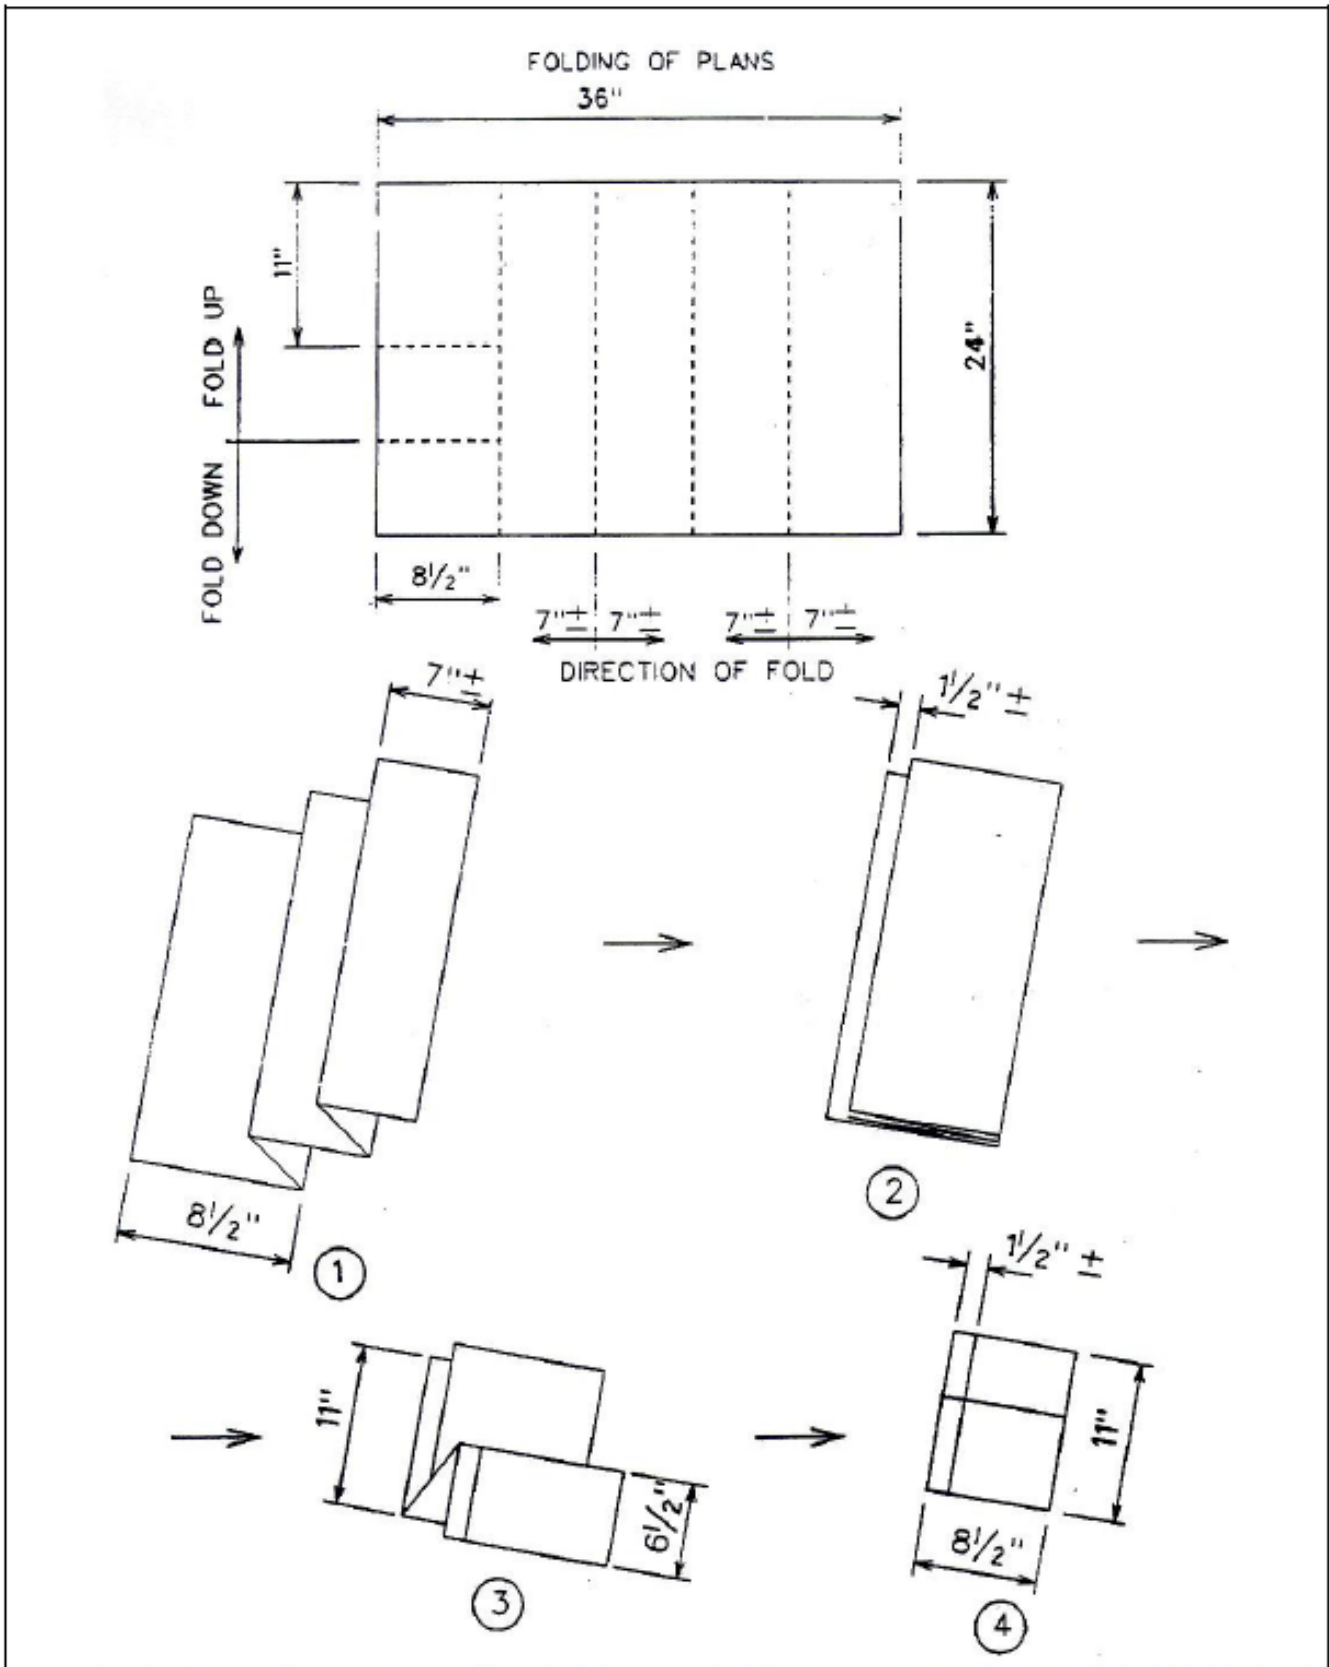 FOLDING OF PLANS
36"
11"
24"
FOLD UP
FOLD DOWN
8 1/2"
7"± 7"± 7"± 7"±
DIRECTION OF FOLD
7"±
1 1/2" ±
8 1/2"
1
2
11"
6 1/2"
3
1 1/2" ±
11"
8 1/2"
4